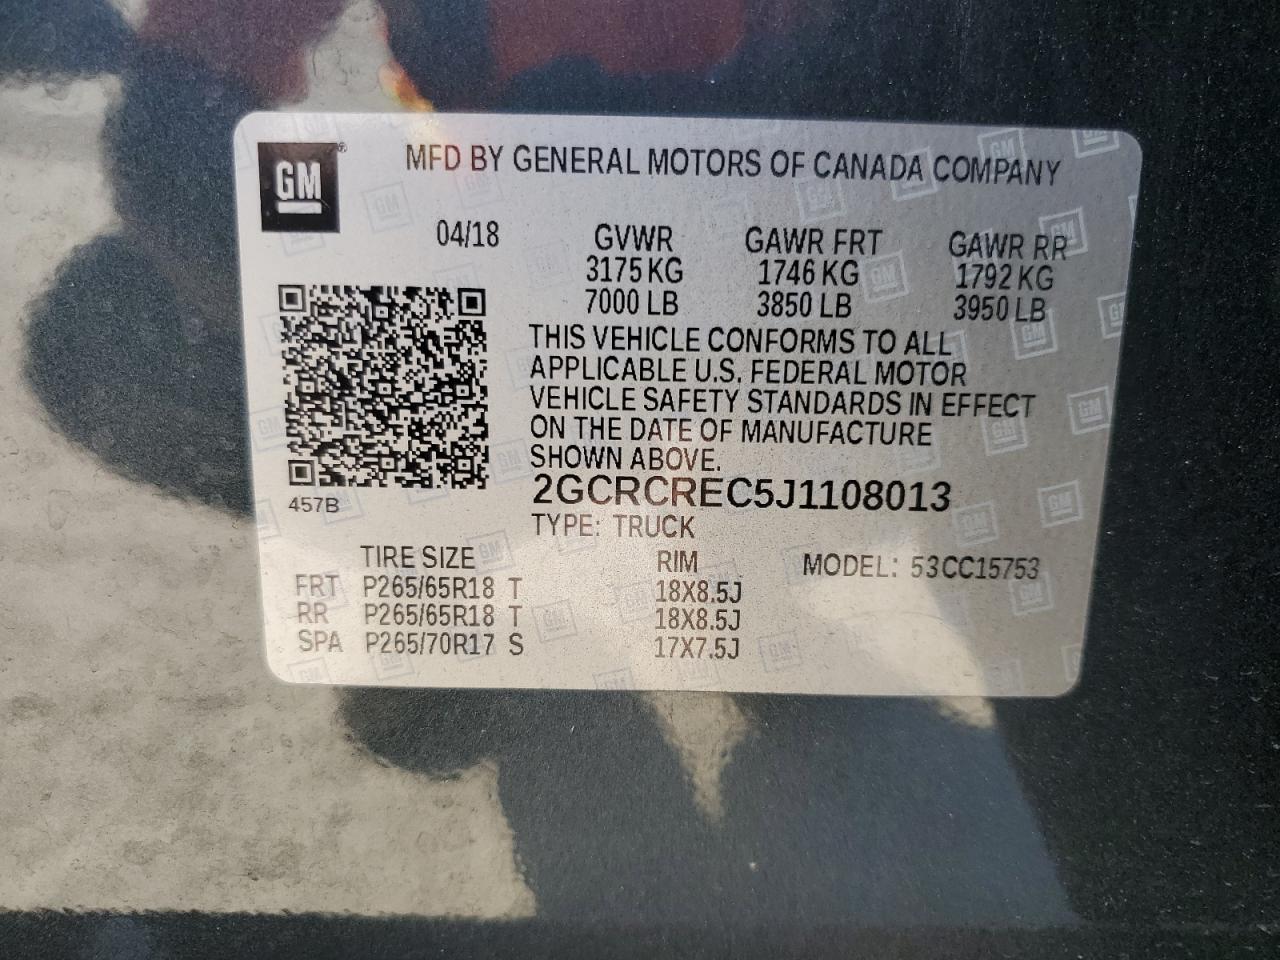 GM®
MFD BY GENERAL MOTORS OF CANADA COMPANY
04/18
GVWR GAWR FRT GAWR RR
3175 KG 1746 KG 1792 KG
7000 LB 3850 LB 3950 LB
THIS VEHICLE CONFORMS TO ALL
APPLICABLE U.S. FEDERAL MOTOR
VEHICLE SAFETY STANDARDS IN EFFECT
ON THE DATE OF MANUFACTURE
SHOWN ABOVE.
457B
2GCRCREC5J1108013
TYPE: TRUCK
TIRE SIZE RIM MODEL: 53CC15753
FRT P265/65R18 T 18X8.5J
RR P265/65R18 T 18X8.5J
SPA P265/70R17 S 17X7.5J